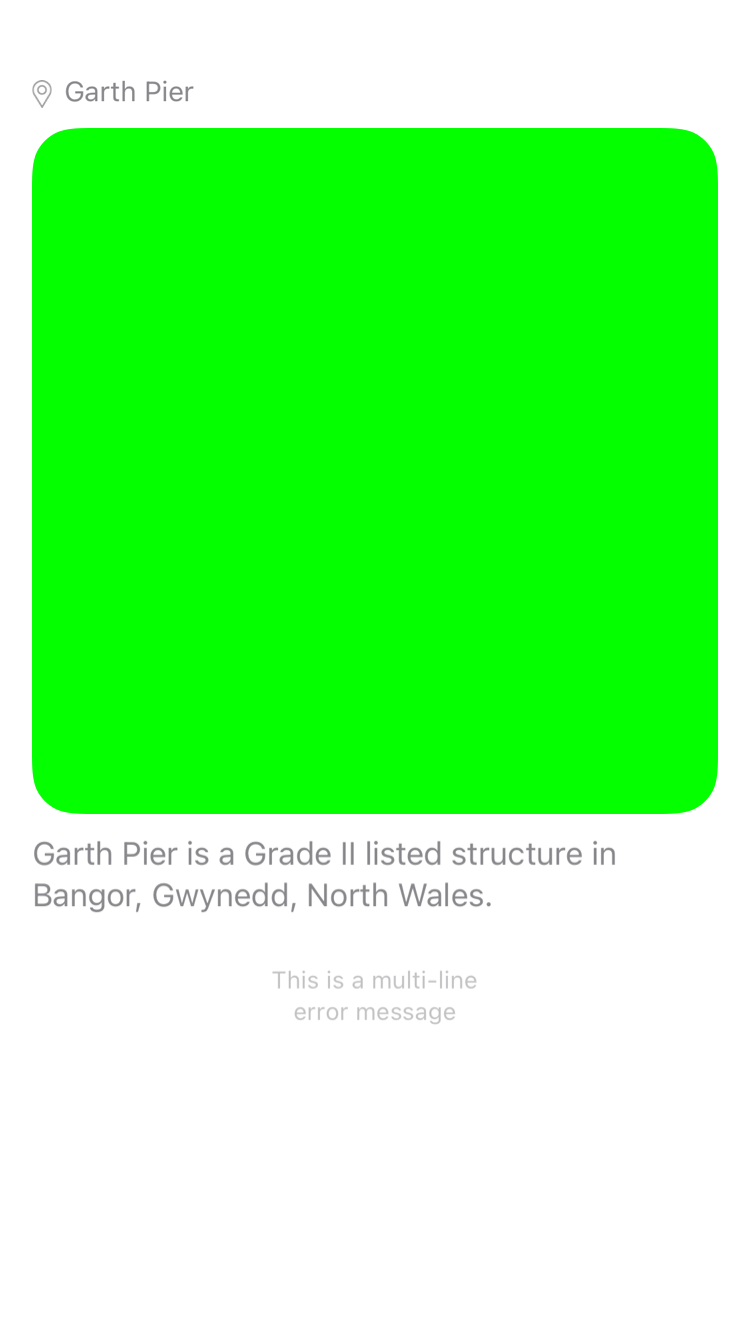 Garth Pier
Garth Pier is a Grade II listed structure in
Bangor, Gwynedd, North Wales.
This is a multi-line
error message